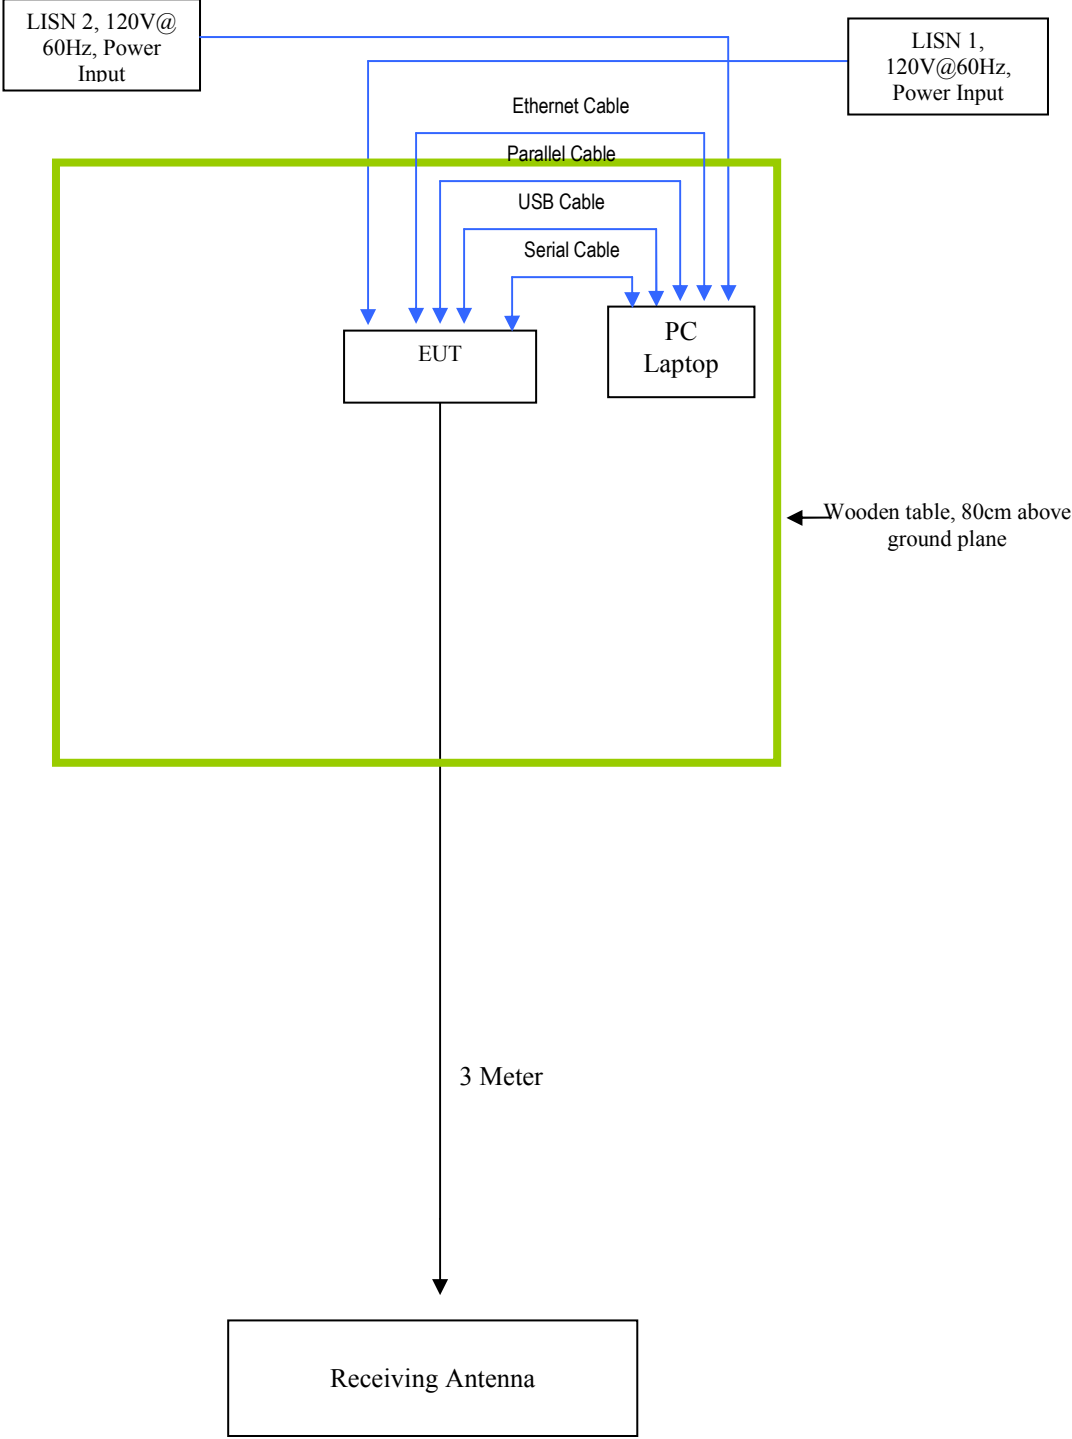 LISN 2, 120V@
60Hz, Power
Input
LISN 1,
120V@60Hz,
Power Input
Ethernet Cable
Parallel Cable
USB Cable
Serial Cable
EUT
PC
Laptop
Wooden table, 80cm above
ground plane
3 Meter
Receiving Antenna